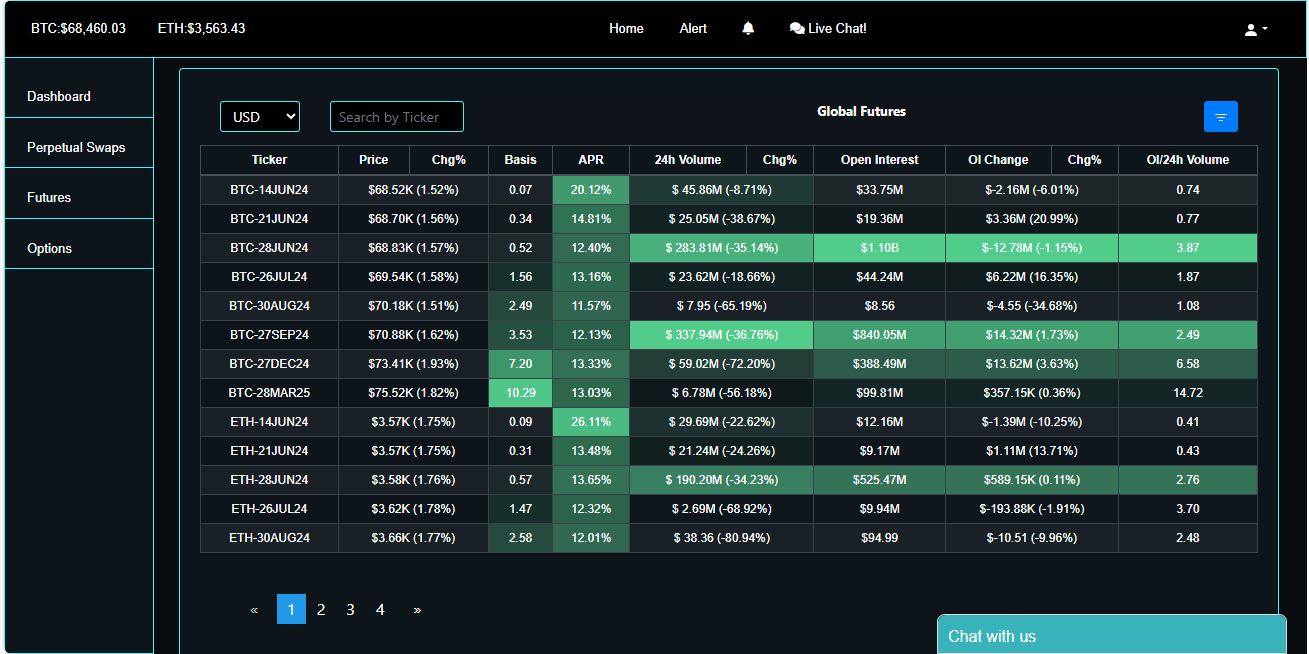 BTC:$68,460.03 ETH:$3,563.43 Home Alert Live Chat!
Dashboard
Perpetual Swaps
Futures
Options
USD Search by Ticker Global Futures
Ticker Price Chg% Basis APR 24h Volume Chg% Open Interest OI Change Chg% OI/24h Volume
BTC-14JUN24 $68.52K (1.52%) 0.07 20.12% $ 45.86M (-8.71%) $33.75M $-2.16M (-6.01%) 0.74
BTC-21JUN24 $68.70K (1.56%) 0.34 14.81% $ 25.05M (-38.67%) $19.36M $3.36M (20.99%) 0.77
BTC-28JUN24 $68.83K (1.57%) 0.52 12.40% $ 283.81M (-35.14%) $1.10B $-12.78M (-1.15%) 3.87
BTC-26JUL24 $69.54K (1.58%) 1.56 13.16% $ 23.62M (-18.66%) $44.24M $6.22M (16.35%) 1.87
BTC-30AUG24 $70.18K (1.51%) 2.49 11.57% $ 7.95 (-65.19%) $8.56 $-4.55 (-34.68%) 1.08
BTC-27SEP24 $70.88K (1.62%) 3.53 12.13% $ 337.94M (-36.76%) $840.05M $14.32M (1.73%) 2.49
BTC-27DEC24 $73.41K (1.93%) 7.20 13.33% $ 59.02M (-72.20%) $388.49M $13.62M (3.63%) 6.58
BTC-28MAR25 $75.52K (1.82%) 10.29 13.03% $ 6.78M (-56.18%) $99.81M $357.15K (0.36%) 14.72
ETH-14JUN24 $3.57K (1.75%) 0.09 26.11% $ 29.69M (-22.62%) $12.16M $-1.39M (-10.25%) 0.41
ETH-21JUN24 $3.57K (1.75%) 0.31 13.48% $ 21.24M (-24.26%) $9.17M $1.11M (13.71%) 0.43
ETH-28JUN24 $3.58K (1.76%) 0.57 13.65% $ 190.20M (-34.23%) $525.47M $589.15K (0.11%) 2.76
ETH-26JUL24 $3.62K (1.78%) 1.47 12.32% $ 2.69M (-68.92%) $9.94M $-193.88K (-1.91%) 3.70
ETH-30AUG24 $3.66K (1.77%) 2.58 12.01% $ 38.36 (-80.94%) $94.99 $-10.51 (-9.96%) 2.48
« 1 2 3 4 »
Chat with us